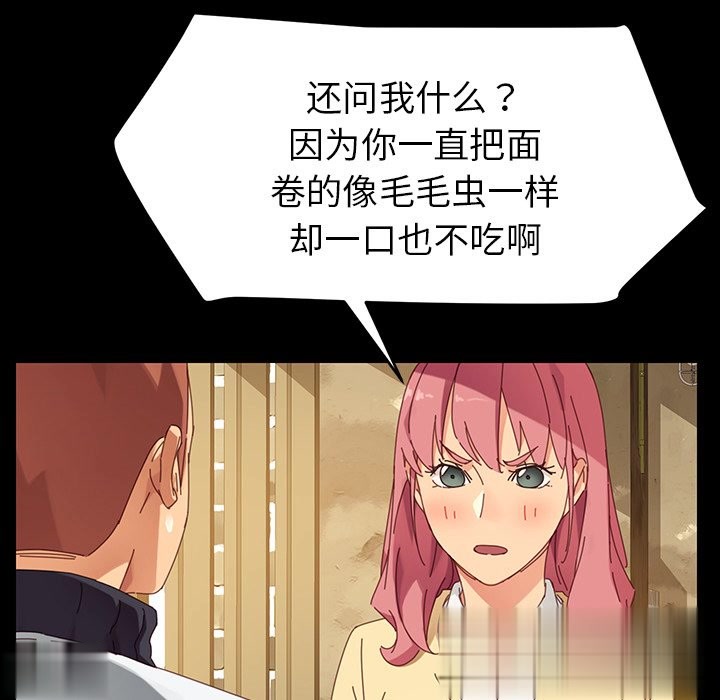 还问我什么？
因为你一直把面
卷的像毛毛虫一样
却一口也不吃啊